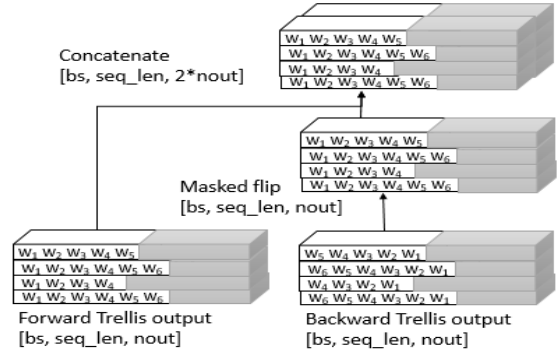 W1 W2 W3 W4 W5
W1 W2 W3 W4 W5 W6
W1 W2 W3 W4
W1 W2 W3 W4 W5 W6
Concatenate
[bs, seq_len, 2*nout]
W1 W2 W3 W4 W5
W1 W2 W3 W4 W5 W6
W1 W2 W3 W4
W1 W2 W3 W4 W5 W6
Masked flip
[bs, seq_len, nout]
W1 W2 W3 W4 W5
W1 W2 W3 W4 W5 W6
W1 W2 W3 W4
W1 W2 W3 W4 W5 W6
Forward Trellis output
[bs, seq_len, nout]
W5 W4 W3 W2 W1
W6 W5 W4 W3 W2 W1
W4 W3 W2 W1
W6 W5 W4 W3 W2 W1
Backward Trellis output
[bs, seq_len, nout]